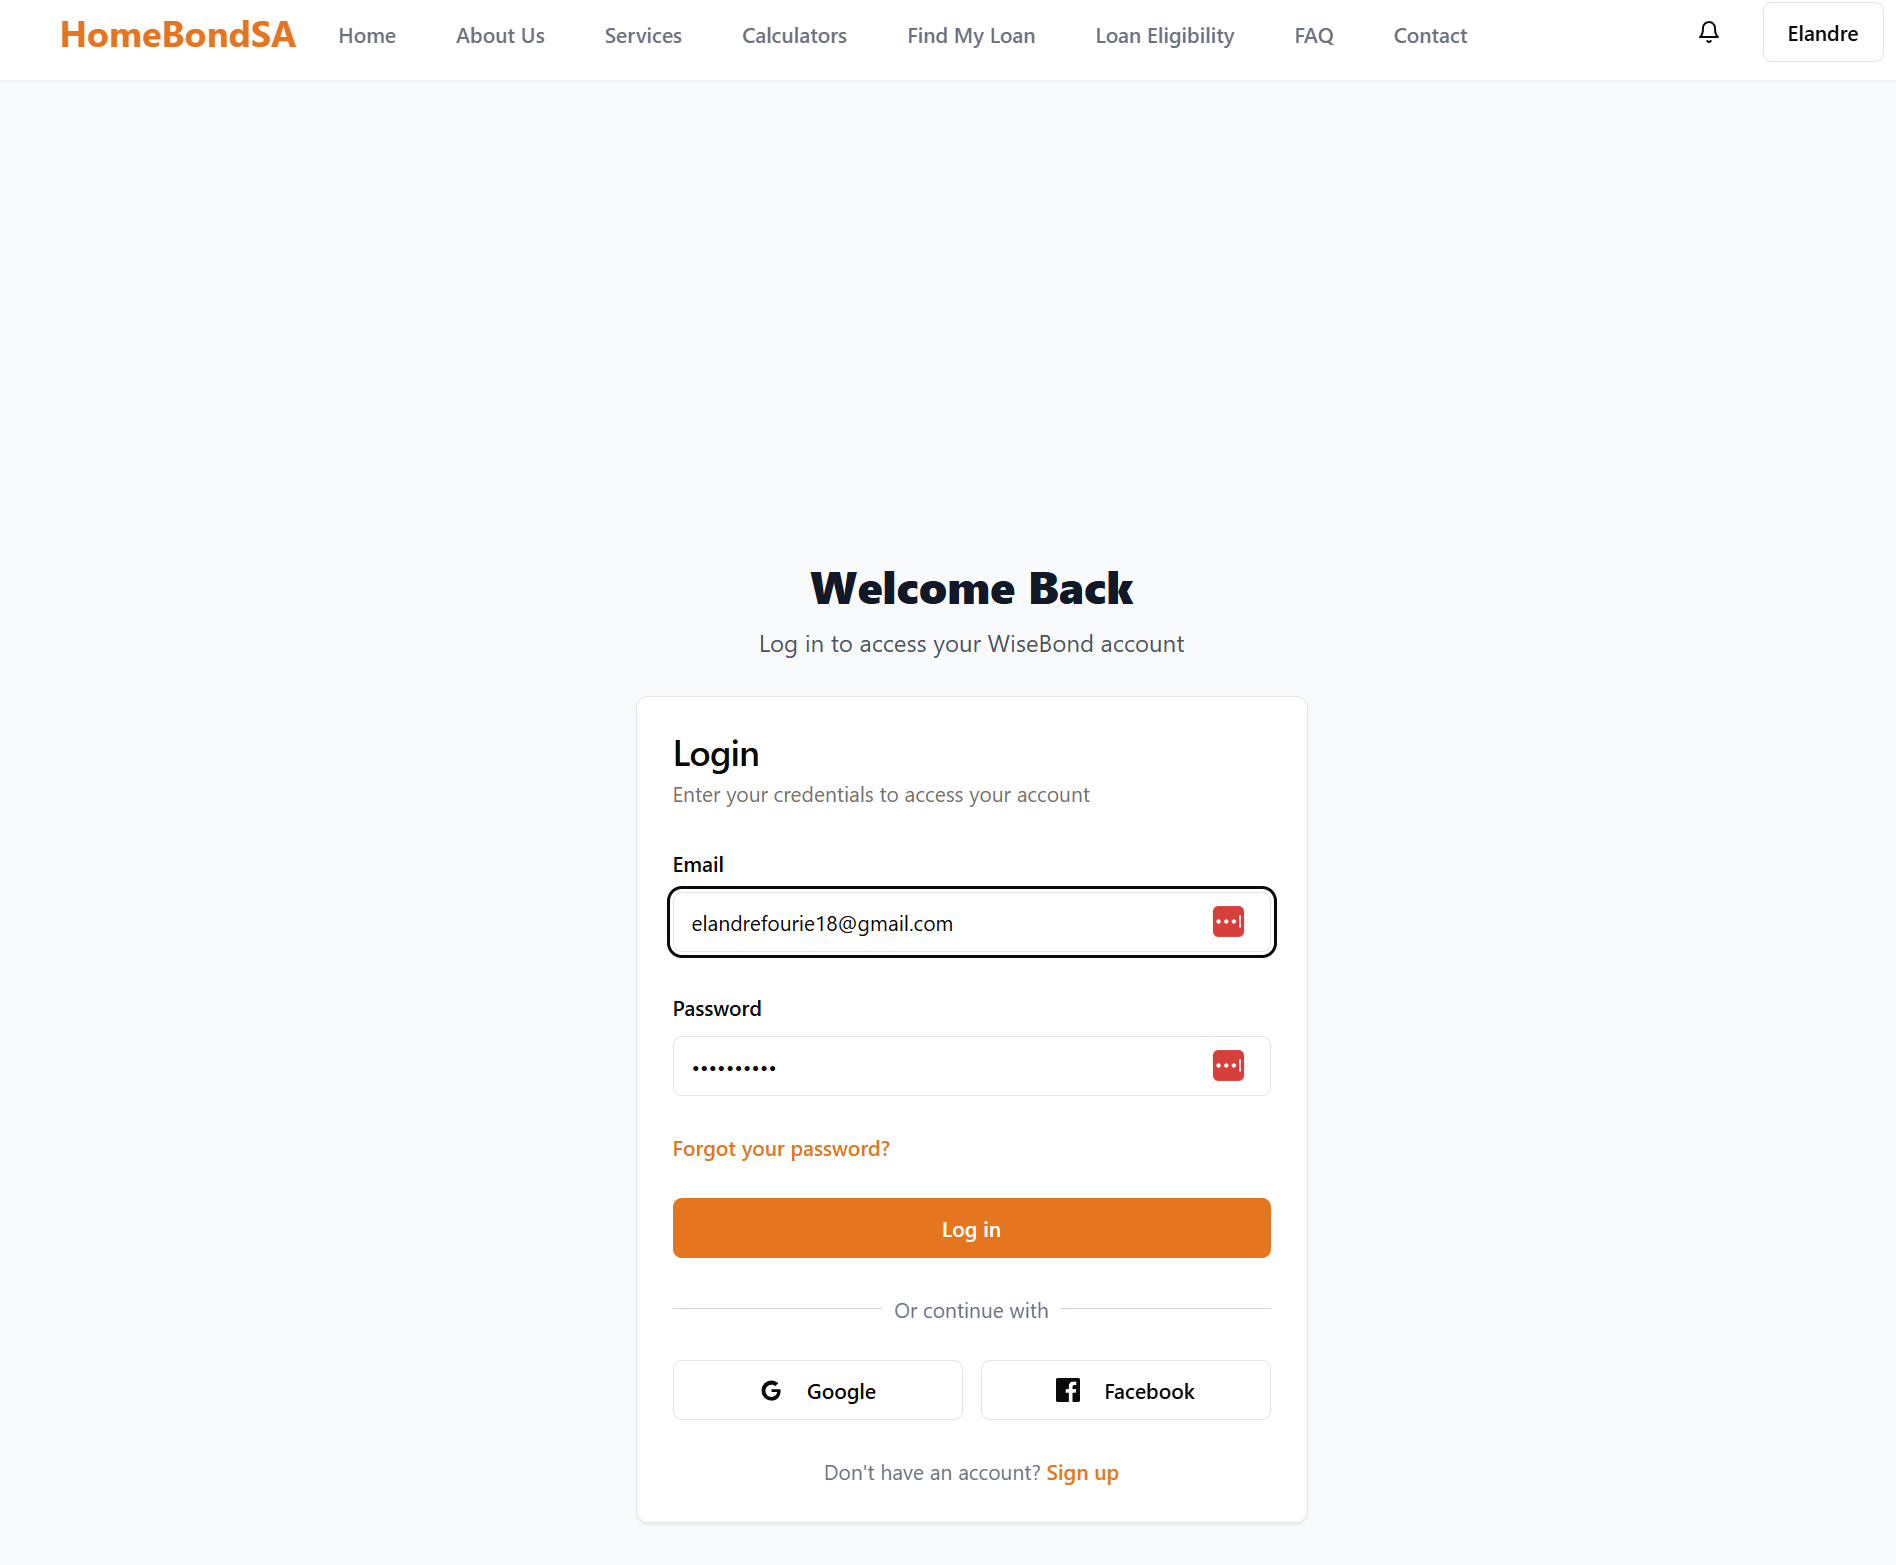 HomeBondSA Home About Us Services Calculators Find My Loan Loan Eligibility FAQ Contact Elandre
Welcome Back
Log in to access your WiseBond account
Login
Enter your credentials to access your account
Email
elandrefourie18@gmail.com
Password
••••••••••
Forgot your password?
Log in
Or continue with
Google Facebook
Don't have an account? Sign up